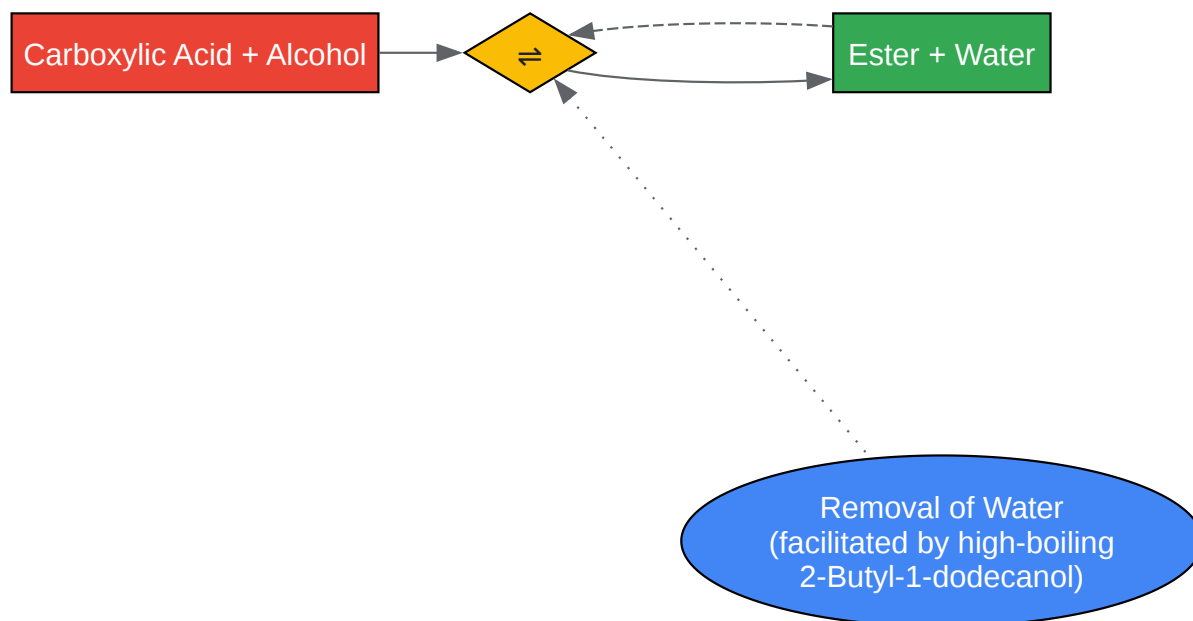 Carboxylic Acid + Alcohol
⇌
Ester + Water
Removal of Water
(facilitated by high-boiling
2-Butyl-1-dodecanol)